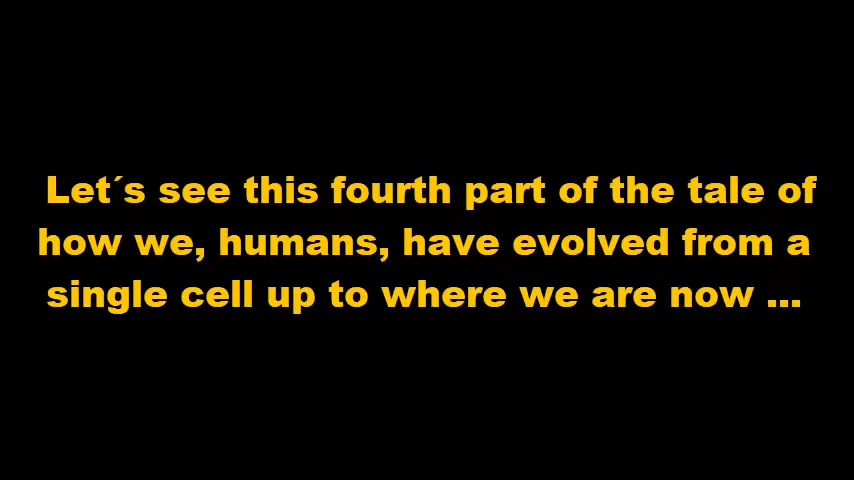 Let´s see this fourth part of the tale of
how we, humans, have evolved from a
single cell up to where we are now ...